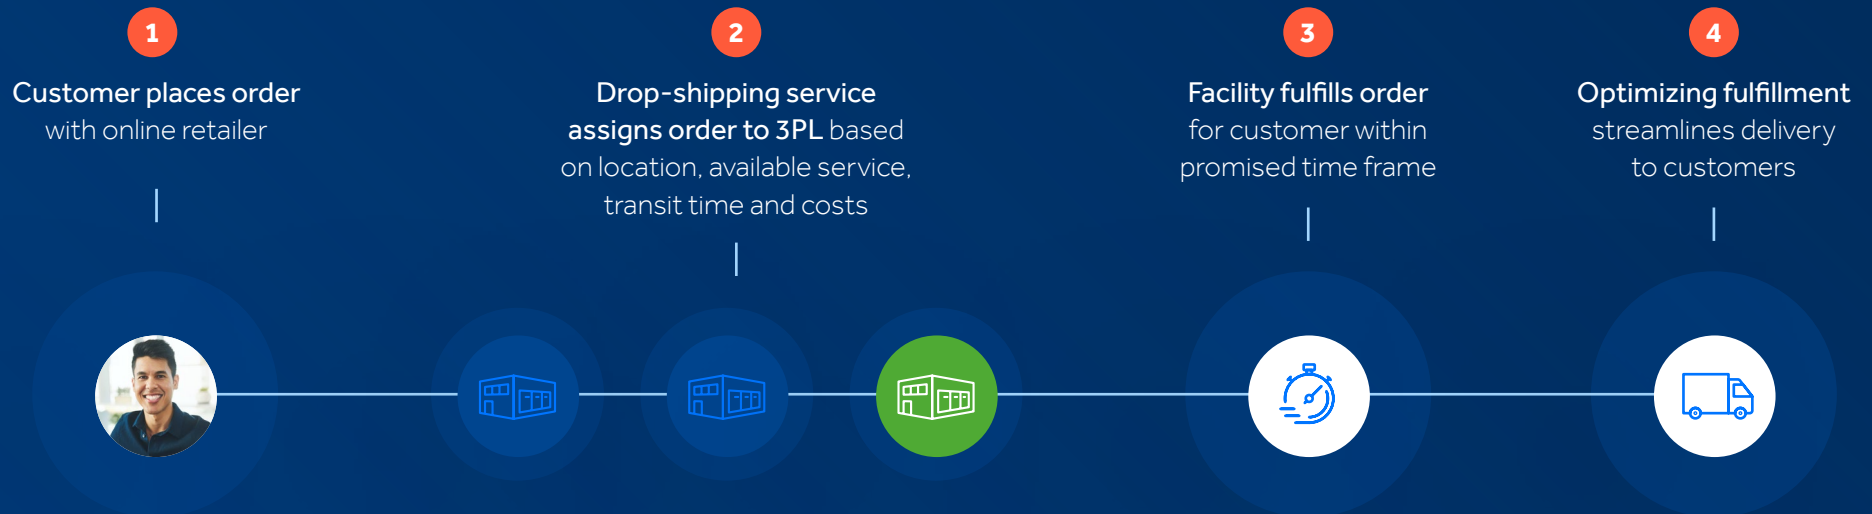 1
Customer places order
with online retailer
2
Drop-shipping service
assigns order to 3PL based
on location, available service,
transit time and costs
3
Facility fulfills order
for customer within
promised time frame
4
Optimizing fulfillment
streamlines delivery
to customers